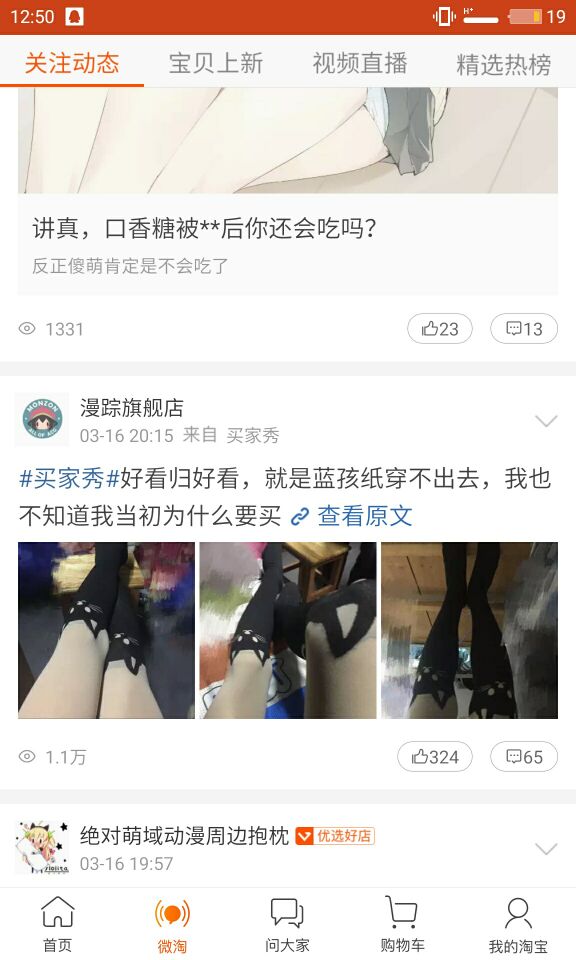 12:50
H+
19
关注动态 宝贝上新 视频直播 精选热榜
讲真，口香糖被**后你还会吃吗？
反正傻萌肯定是不会吃了
1331
23
13
MONZON
漫踪旗舰店
03-16 20:15 来自 买家秀
#买家秀#好看归好看，就是蓝孩纸穿不出去，我也
不知道我当初为什么要买 查看原文
1.1万
324
65
绝对萌域动漫周边抱枕 优选好店
03-16 19:57
首页 微淘 问大家 购物车 我的淘宝